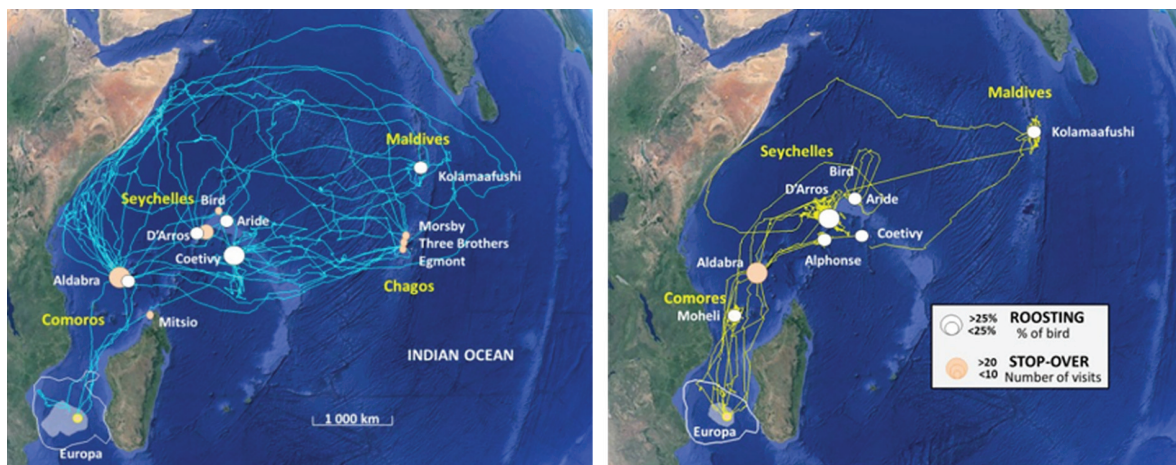 Maldives
Kolamaafushi
Seychelles
Bird
Aride
D'Arros
Coetivy
Morsby
Three Brothers
Egmont
Chagos
Aldabra
Comoros
Mitsio
INDIAN OCEAN
1 000 km
Europa
Maldives
Kolamaafushi
Seychelles
Bird
D'Arros
Aride
Coetivy
Alphonse
Aldabra
Comores
Moheli
>25% ROOSTING
<25% % of bird
>20 STOP-OVER
<10 Number of visits
Europa